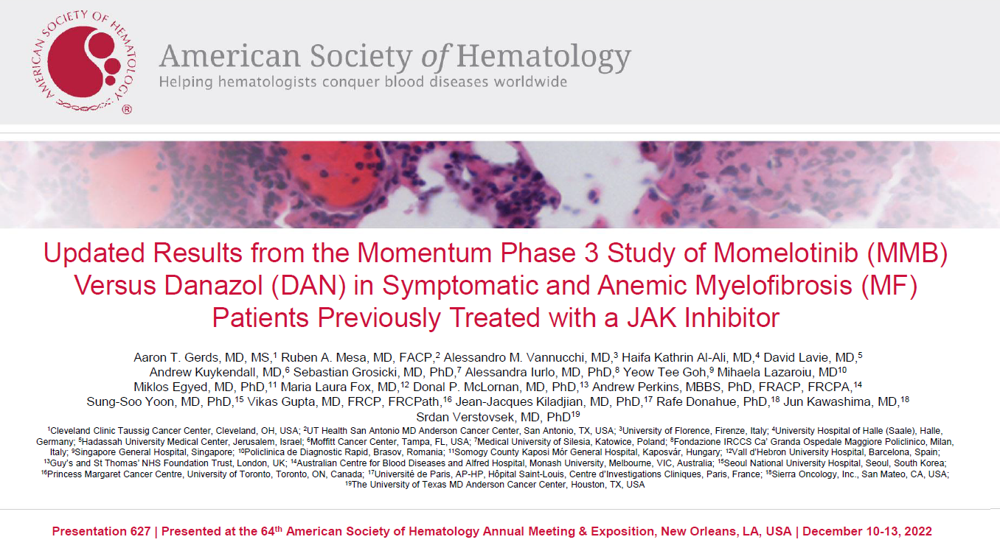 AMERICAN SOCIETY OF HEMATOLOGY
®
American Society of Hematology
Helping hematologists conquer blood diseases worldwide
Updated Results from the Momentum Phase 3 Study of Momelotinib (MMB)
Versus Danazol (DAN) in Symptomatic and Anemic Myelofibrosis (MF)
Patients Previously Treated with a JAK Inhibitor
Aaron T. Gerds, MD, MS,¹ Ruben A. Mesa, MD, FACP,² Alessandro M. Vannucchi, MD,³ Haifa Kathrin Al-Ali, MD,⁴ David Lavie, MD,⁵
Andrew Kuykendall, MD,⁶ Sebastian Grosicki, MD, PhD,⁷ Alessandra Iurlo, MD, PhD,⁸ Yeow Tee Goh,⁹ Mihaela Lazaroiu, MD¹⁰
Miklos Egyed, MD, PhD,¹¹ Maria Laura Fox, MD,¹² Donal P. McLornan, MD, PhD,¹³ Andrew Perkins, MBBS, PhD, FRACP, FRCPA,¹⁴
Sung-Soo Yoon, MD, PhD,¹⁵ Vikas Gupta, MD, FRCP, FRCPath,¹⁶ Jean-Jacques Kiladjian, MD, PhD,¹⁷ Rafe Donahue, PhD,¹⁸ Jun Kawashima, MD,¹⁸
Srdan Verstovsek, MD, PhD¹⁹
¹Cleveland Clinic Taussig Cancer Center, Cleveland, OH, USA; ²UT Health San Antonio MD Anderson Cancer Center, San Antonio, TX, USA; ³University of Florence, Firenze, Italy; ⁴University Hospital of Halle (Saale), Halle,
Germany; ⁵Hadassah University Medical Center, Jerusalem, Israel; ⁶Moffitt Cancer Center, Tampa, FL, USA; ⁷Medical University of Silesia, Katowice, Poland; ⁸Fondazione IRCCS Ca' Granda Ospedale Maggiore Policlinico, Milan,
Italy; ⁹Singapore General Hospital, Singapore; ¹⁰Policlinica de Diagnostic Rapid, Brasov, Romania; ¹¹Somogy County Kaposi Mór General Hospital, Kaposvár, Hungary; ¹²Vall d'Hebron University Hospital, Barcelona, Spain;
¹³Guy's and St Thomas' NHS Foundation Trust, London, UK; ¹⁴Australian Centre for Blood Diseases and Alfred Hospital, Monash University, Melbourne, VIC, Australia; ¹⁵Seoul National University Hospital, Seoul, South Korea;
¹⁶Princess Margaret Cancer Centre, University of Toronto, Toronto, ON, Canada; ¹⁷Université de Paris, AP-HP, Hôpital Saint-Louis, Centre d'Investigations Cliniques, Paris, France; ¹⁸Sierra Oncology, Inc., San Mateo, CA, USA;
¹⁹The University of Texas MD Anderson Cancer Center, Houston, TX, USA
Presentation 627 | Presented at the 64th American Society of Hematology Annual Meeting & Exposition, New Orleans, LA, USA | December 10-13, 2022